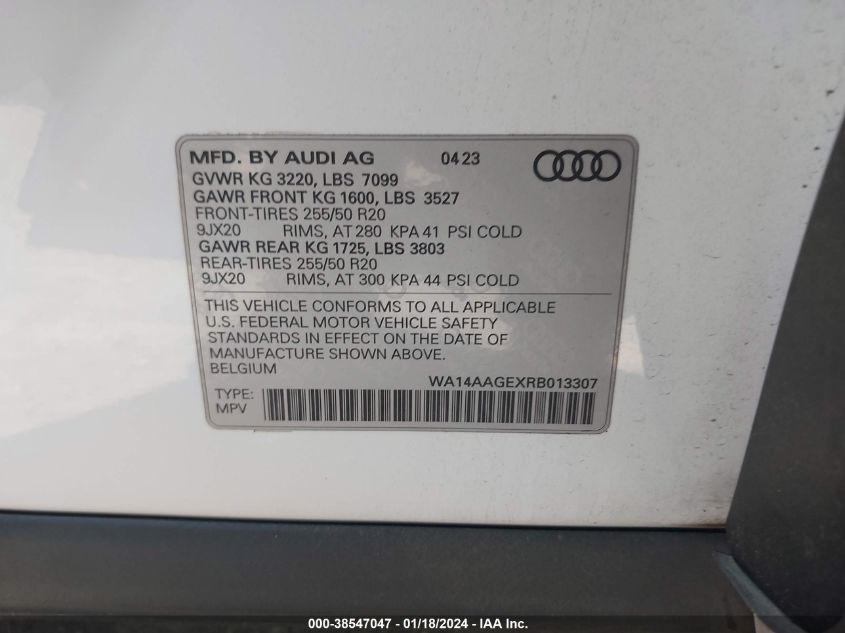 MFD. BY AUDI AG 04 23
GVWR KG 3220, LBS 7099
GAWR FRONT KG 1600, LBS 3527
FRONT-TIRES 255/50 R20
9JX20 RIMS, AT 280 KPA 41 PSI COLD
GAWR REAR KG 1725, LBS 3803
REAR-TIRES 255/50 R20
9JX20 RIMS, AT 300 KPA 44 PSI COLD
THIS VEHICLE CONFORMS TO ALL APPLICABLE
U.S. FEDERAL MOTOR VEHICLE SAFETY
STANDARDS IN EFFECT ON THE DATE OF
MANUFACTURE SHOWN ABOVE.
BELGIUM
WA14AAGEXRB013307
TYPE:
MPV
000-38547047 - 01/18/2024 - IAA Inc.